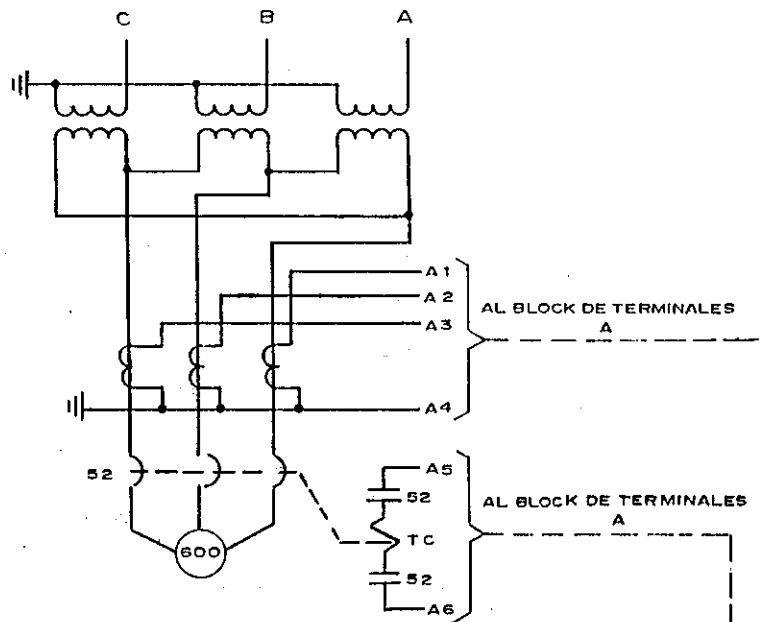 C B A
A1
A2
AL BLOCK DE TERMINALES
A
A3
A4
52
A5
52
AL BLOCK DE TERMINALES
A
TC
600
52
A6